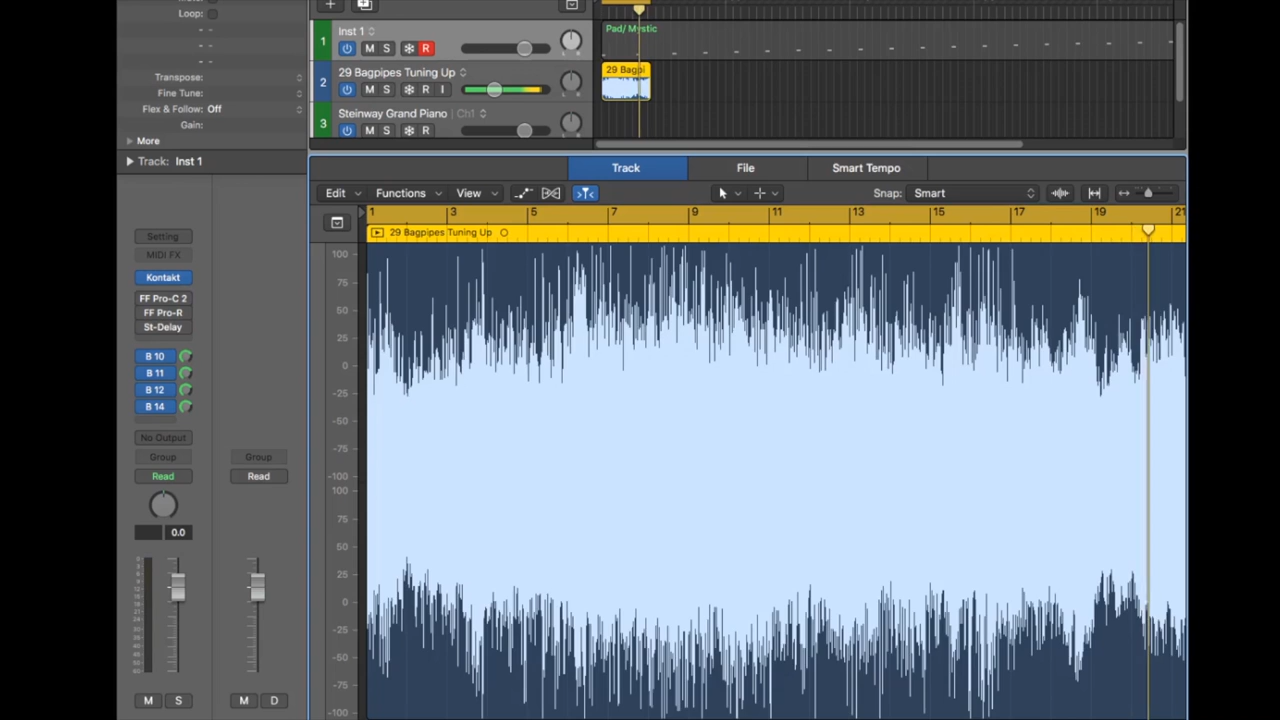 Loop:
Transpose:
Fine Tune:
Flex & Follow: Off
Gain:
More
Track: Inst 1
Setting
MIDI FX
Kontakt
FF Pro-C 2
FF Pro-R
St-Delay
B 10
B 11
B 12
B 14
No Output
Group Group
Read Read
0.0
M S M D
1 Inst 1
M S R
2 29 Bagpipes Tuning Up
M S R I
3 Steinway Grand Piano Ch1
M S R
Pad/ Mystic
29 Bagpi
Track File Smart Tempo
Edit Functions View Snap: Smart
1 3 5 7 9 11 13 15 17 19 21
29 Bagpipes Tuning Up
100
75
50
25
0
-25
-50
-75
-100
100
75
50
25
0
-25
-50
-75
-100